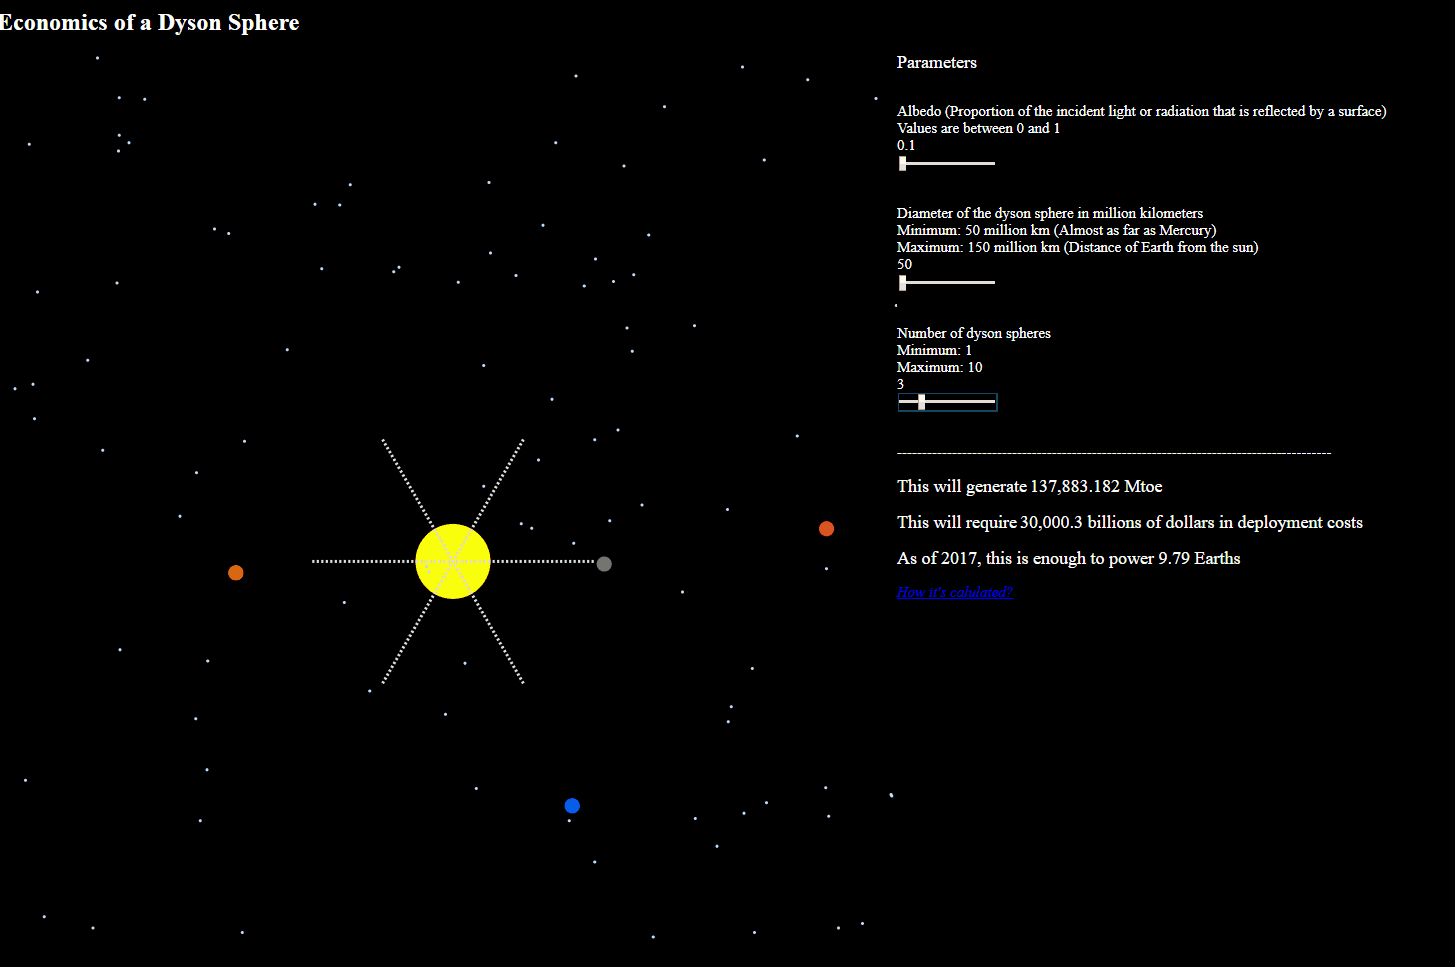 Economics of a Dyson Sphere
Parameters
Albedo (Proportion of the incident light or radiation that is reflected by a surface)
Values are between 0 and 1
0.1
Diameter of the dyson sphere in million kilometers
Minimum: 50 million km (Almost as far as Mercury)
Maximum: 150 million km (Distance of Earth from the sun)
50
Number of dyson spheres
Minimum: 1
Maximum: 10
3
---------------------------------------------------------------------------------------
This will generate 137,883.182 Mtoe
This will require 30,000.3 billions of dollars in deployment costs
As of 2017, this is enough to power 9.79 Earths
How it's calulated?